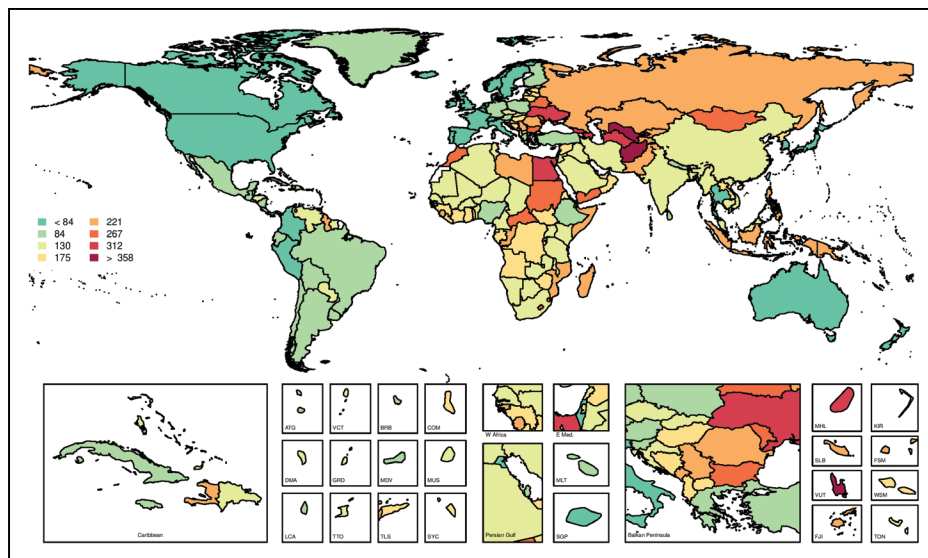 < 84
84
130
175
221
267
312
> 358
Caribbean
ATG
VCT
BRB
COM
DMA
GRD
MDV
MUS
LCA
TTO
TLS
SYC
W Africa
E Med.
Persian Gulf
MLT
SGP
Balkan Peninsula
MHL
KIR
SLB
FSM
VUT
WSM
FJI
TON